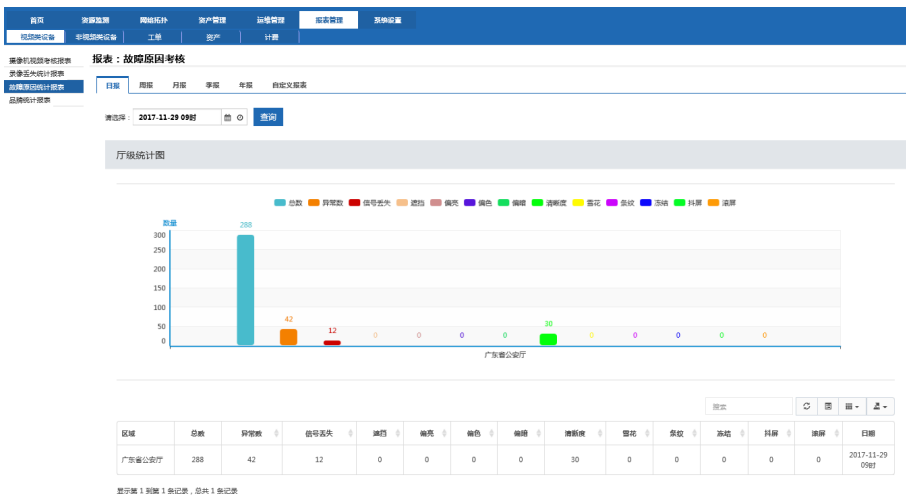 首页 资源监测 网络拓扑 资产管理 运维管理 报表管理 系统设置
视频类设备 非视频类设备 工单 资产 计费
摄像机视频考核报表
录像丢失统计报表
故障原因统计报表
品牌统计报表
报表：故障原因考核
日报 周报 月报 季报 年报 自定义报表
请选择： 2017-11-29 09时 查询
厅级统计图
总数 异常数 信号丢失 遮挡 偏亮 偏色 偏暗 清晰度 雪花 条纹 冻结 抖屏 滚屏
数量
300
250
200
150
100
50
0
288 42 12 0 0 0 0 30 0 0 0 0 0
广东省公安厅
搜索
区域 总数 异常数 信号丢失 遮挡 偏亮 偏色 偏暗 清晰度 雪花 条纹 冻结 抖屏 滚屏 日期
广东省公安厅 288 42 12 0 0 0 0 30 0 0 0 0 0 2017-11-29
09时
显示第 1 到第 1 条记录，总共 1 条记录